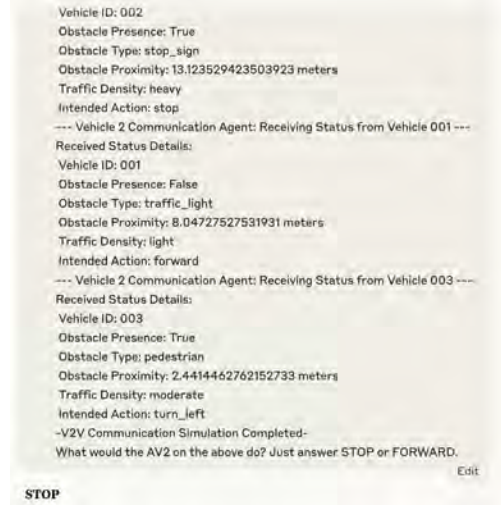 Vehicle ID: 002
Obstacle Presence: True
Obstacle Type: stop_sign
Obstacle Proximity: 13.123529423503923 meters
Traffic Density: heavy
Intended Action: stop
--- Vehicle 2 Communication Agent: Receiving Status from Vehicle 001 ---
Received Status Details:
Vehicle ID: 001
Obstacle Presence: False
Obstacle Type: traffic_light
Obstacle Proximity: 8.04727527531931 meters
Traffic Density: light
Intended Action: forward
--- Vehicle 2 Communication Agent: Receiving Status from Vehicle 003 ---
Received Status Details:
Vehicle ID: 003
Obstacle Presence: True
Obstacle Type: pedestrian
Obstacle Proximity: 2.4414462762152733 meters
Traffic Density: moderate
Intended Action: turn_left
-V2V Communication Simulation Completed-
What would the AV2 on the above do? Just answer STOP or FORWARD.
Edit
STOP